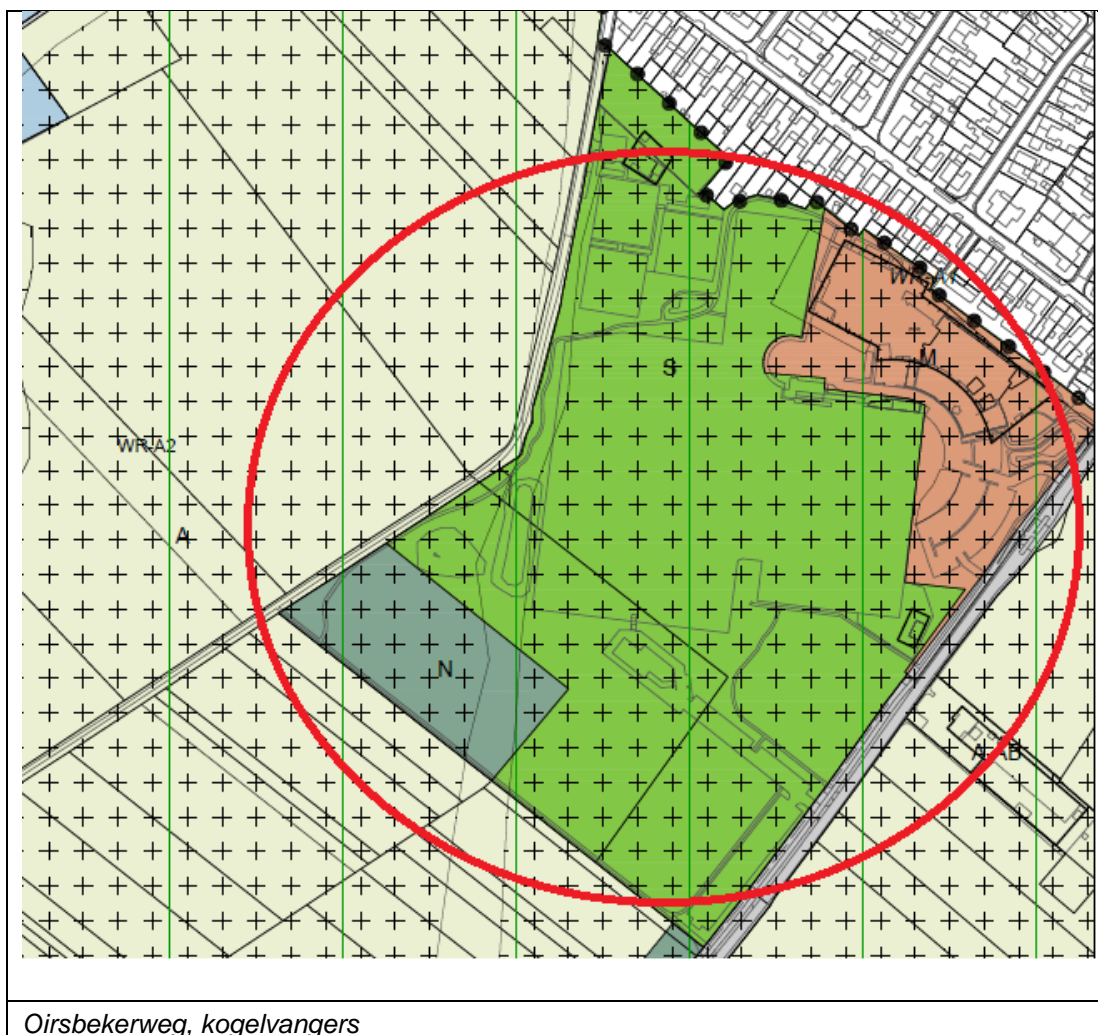 WR-A1
M
S
WR-A2
A
N
A-AB
Oirsbekerweg, kogelvangers